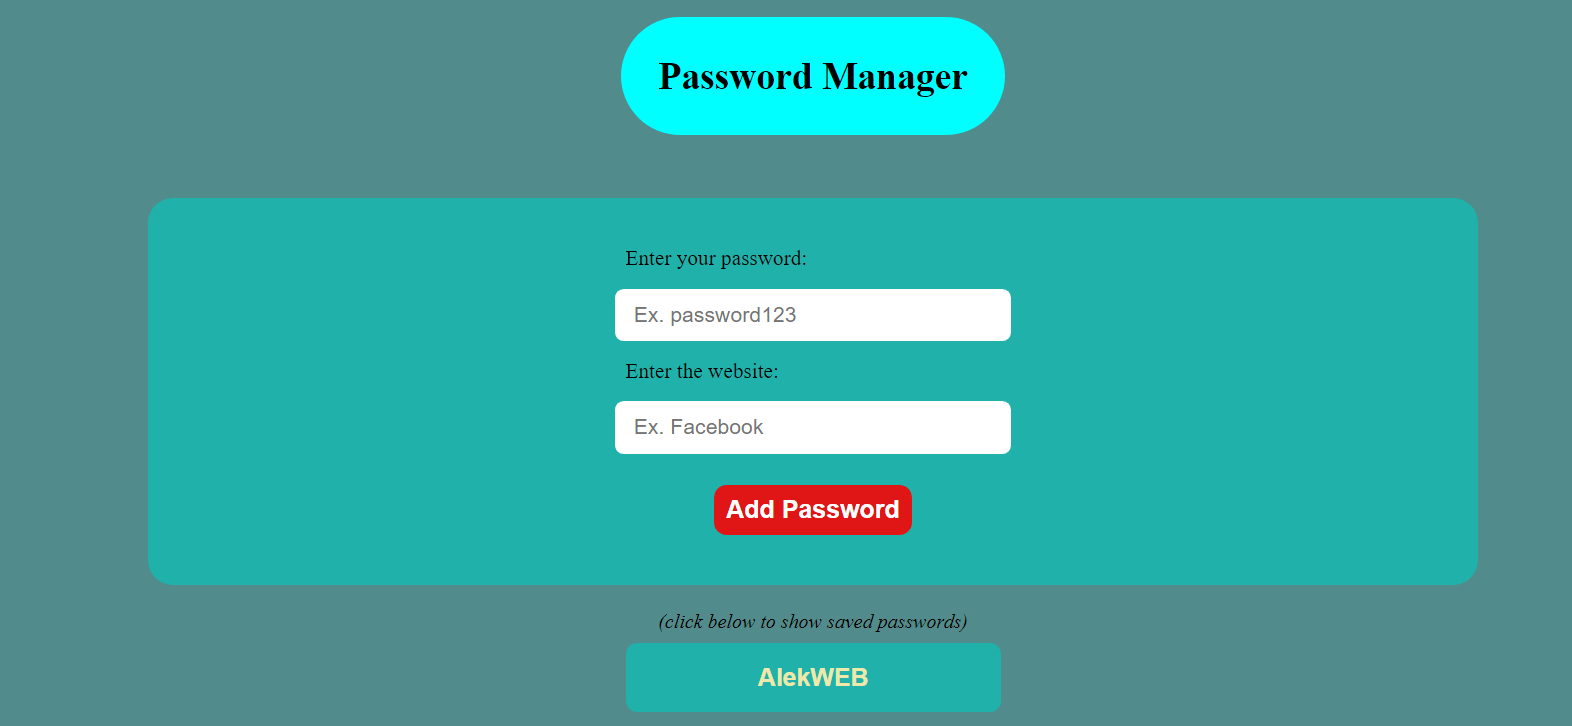 Password Manager
Enter your password:
Ex. password123
Enter the website:
Ex. Facebook
Add Password
(click below to show saved passwords)
AlekWEB